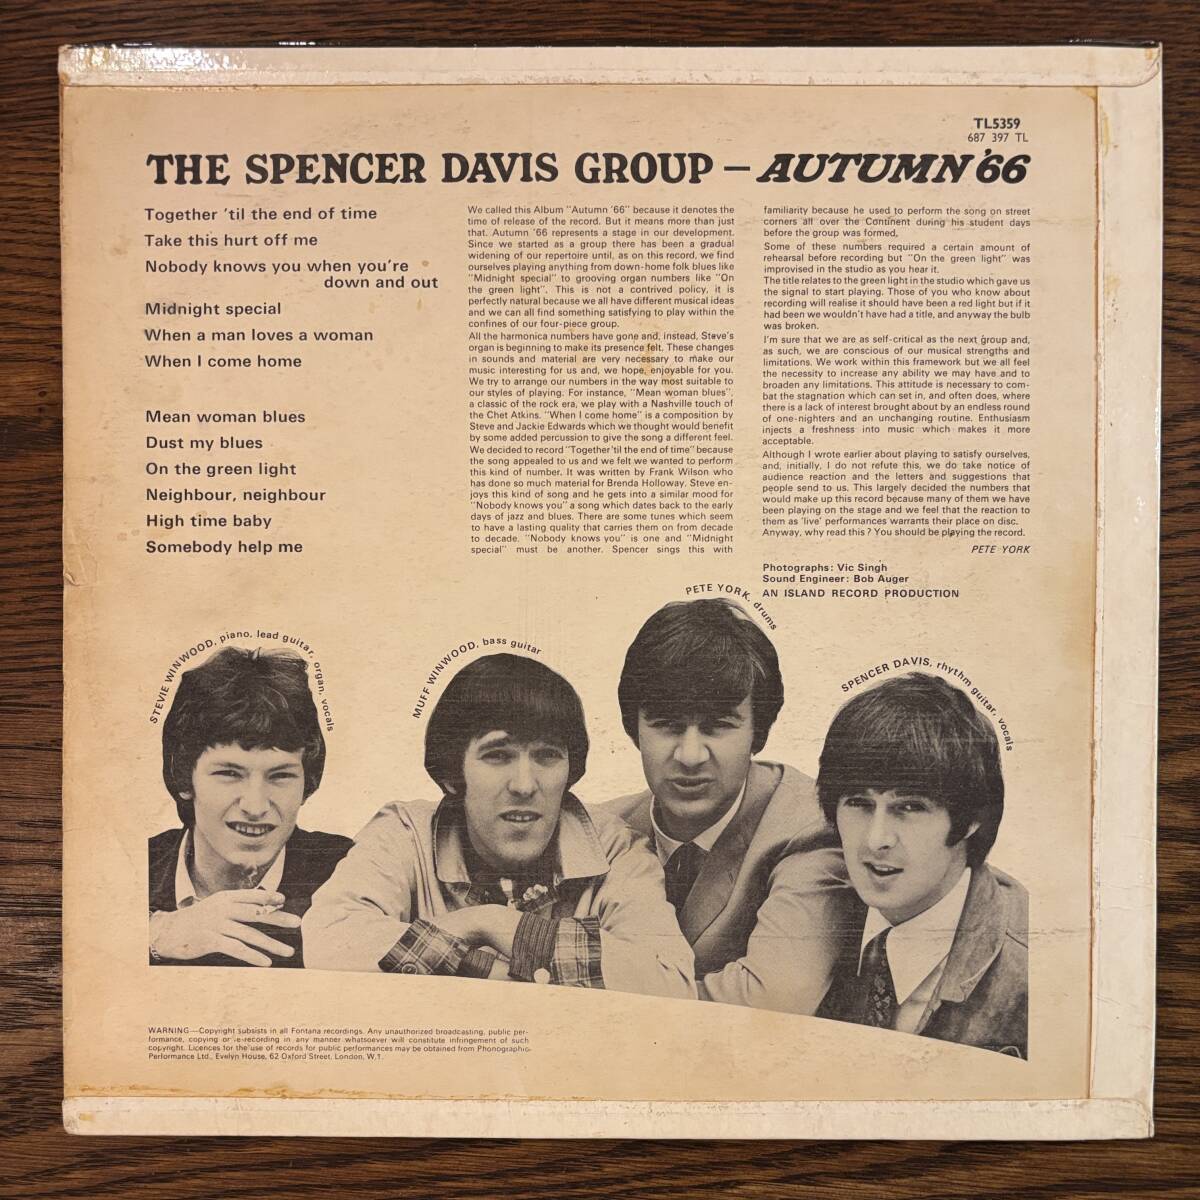 TL5359
687 397 TL
THE SPENCER DAVIS GROUP – AUTUMN '66
Together 'til the end of time
Take this hurt off me
Nobody knows you when you're
down and out
Midnight special
When a man loves a woman
When I come home
Mean woman blues
Dust my blues
On the green light
Neighbour, neighbour
High time baby
Somebody help me
We called this Album "Autumn '66" because it denotes the
time of release of the record. But it means more than just
that. Autumn '66 represents a stage in our development.
Since we started as a group there has been a gradual
widening of our repertoire until, as on this record, we find
ourselves playing anything from down-home folk blues like
"Midnight special" to grooving organ numbers like "On
the green light". This is not a contrived policy, it is
perfectly natural because we all have different musical ideas
and we can all find something satisfying to play within the
confines of our four-piece group.
All the harmonica numbers have gone and, instead, Steve's
organ is beginning to make its presence felt. These changes
in sounds and material are very necessary to make our
music interesting for us and, we hope, enjoyable for you.
We try to arrange our numbers in the way most suitable to
our styles of playing. For instance, "Mean woman blues",
a classic of the rock era, we play with a Nashville touch of
the Chet Atkins. "When I come home" is a composition by
Steve and Jackie Edwards which we thought would benefit
by some added percussion to give the song a different feel.
We decided to record "Together 'til the end of time" because
the song appealed to us and we felt we wanted to perform
this kind of number. It was written by Frank Wilson who
has done so much material for Brenda Holloway. Steve en-
joys this kind of song and he gets into a similar mood for
"Nobody knows you" a song which dates back to the early
days of jazz and blues. There are some tunes which seem
to have a lasting quality that carries them on from decade
to decade. "Nobody knows you" is one and "Midnight
special" must be another. Spencer sings this with
familiarity because he used to perform the song on street
corners all over the Continent during his student days
before the group was formed.
Some of these numbers required a certain amount of
rehearsal before recording but "On the green light" was
improvised in the studio as you hear it.
The title relates to the green light in the studio which gave us
the signal to start playing. Those of you who know about
recording will realise it should have been a red light but if it
had been we wouldn't have had a title, and anyway the bulb
was broken.
I'm sure that we are as self-critical as the next group and,
as such, we are conscious of our musical strengths and
limitations. We work within this framework but we all feel
the necessity to increase any ability we may have and to
broaden any limitations. This attitude is necessary to com-
bat the stagnation which can set in, and often does, where
there is a lack of interest brought about by an endless round
of one-nighters and an unchanging routine. Enthusiasm
injects a freshness into music which makes it more
acceptable.
Although I wrote earlier about playing to satisfy ourselves,
and, initially, I do not refute this, we do take notice of
audience reaction and the letters and suggestions that
people send to us. This largely decided the numbers that
would make up this record because many of them we have
been playing on the stage and we feel that the reaction to
them as 'live' performances warrants their place on disc.
Anyway, why read this? You should be playing the record.
PETE YORK
Photographs: Vic Singh
Sound Engineer: Bob Auger
AN ISLAND RECORD PRODUCTION
STEVIE WINWOOD, piano, lead guitar, organ, vocals
MUFF WINWOOD, bass guitar
PETE YORK, drums
SPENCER DAVIS, rhythm guitar, vocals
WARNING—Copyright subsists in all Fontana recordings. Any unauthorized broadcasting, public per-
formance, copying or re-recording in any manner whatsoever will constitute infringement of such
copyright. Licences for the use of records for public performances may be obtained from Phonographic
Performance Ltd., Evelyn House, 62 Oxford Street, London, W.1.